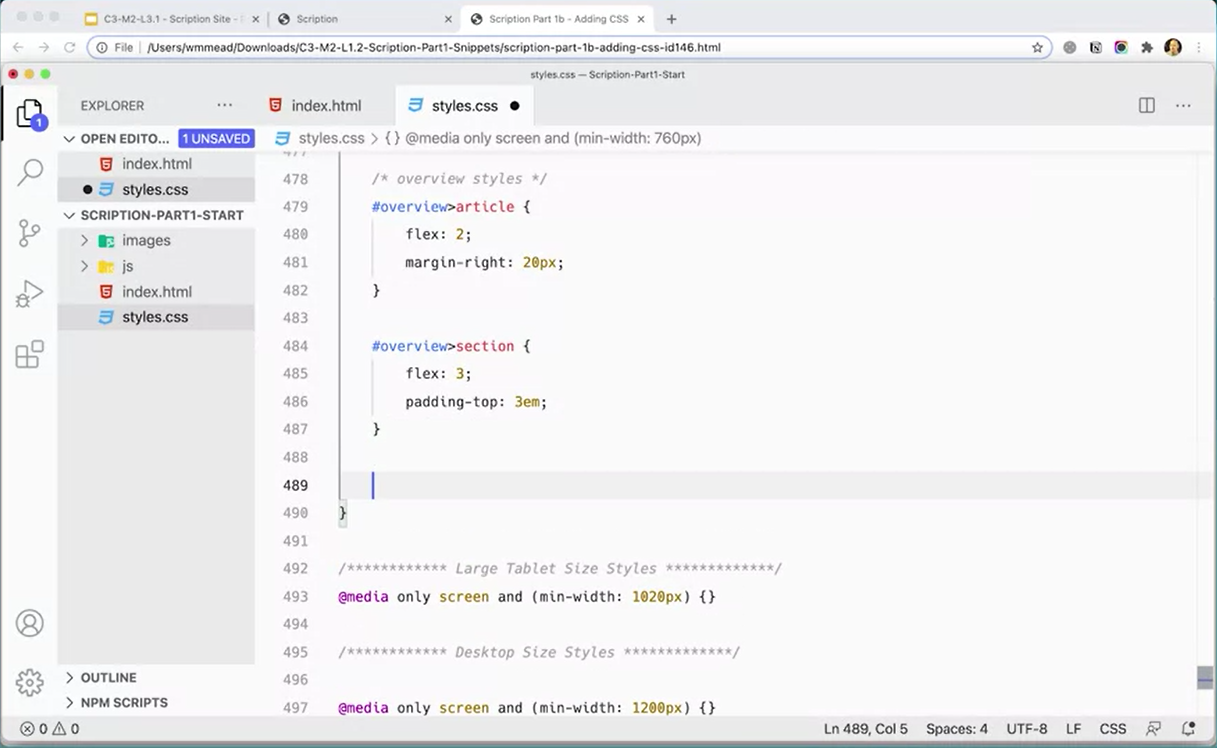 C3-M2-L3.1 - Scription Site -
Scription
Scription Part 1b - Adding CSS
File
/Users/wmmead/Downloads/C3-M2-L1.2-Scription-Part1-Snippets/scription-part-1b-adding-css-id146.html
styles.css — Scription-Part1-Start
EXPLORER
index.html
styles.css
1
OPEN EDITO...
1 UNSAVED
styles.css > { } @media only screen and (min-width: 760px)
index.html
styles.css
SCRIPTION-PART1-START
images
js
index.html
styles.css
OUTLINE
NPM SCRIPTS
477
478 /* overview styles */
479 #overview>article {
480 flex: 2;
481 margin-right: 20px;
482 }
483
484 #overview>section {
485 flex: 3;
486 padding-top: 3em;
487 }
488
489
490 }
491
492 /************ Large Tablet Size Styles *************/
493 @media only screen and (min-width: 1020px) {}
494
495 /************ Desktop Size Styles *************/
496
497 @media only screen and (min-width: 1200px) {}
0 0
Ln 489, Col 5
Spaces: 4
UTF-8
LF
CSS